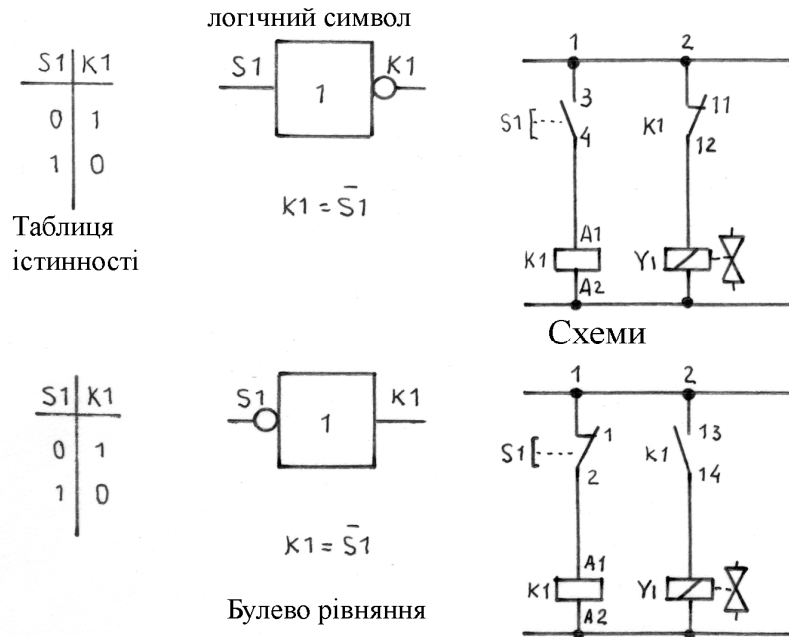 логічний символ
S1 K1
0 1
1 0
S1 1 K1
K1 = S̄1
Таблиця
істинності
1 2
S1 3 4
K1 11 12
K1 A1 A2
Y1
Схеми
S1 K1
0 1
1 0
S1 1 K1
K1 = S̄1
Булево рівняння
1 2
S1 1 2
K1 13 14
K1 A1 A2
Y1